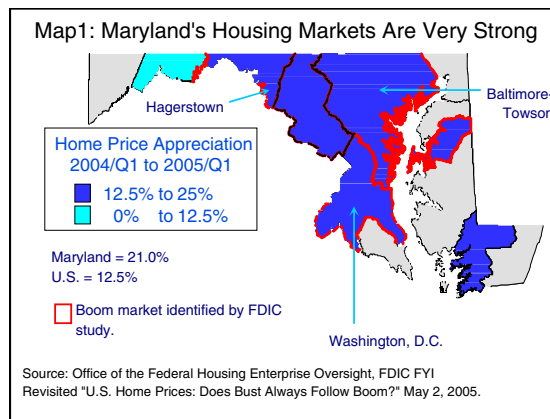 Map1: Maryland's Housing Markets Are Very Strong
Hagerstown
Baltimore-
Towson
Home Price Appreciation
2004/Q1 to 2005/Q1
12.5% to 25%
0% to 12.5%
Maryland = 21.0%
U.S. = 12.5%
Boom market identified by FDIC
study.
Washington, D.C.
Source: Office of the Federal Housing Enterprise Oversight, FDIC FYI
Revisited "U.S. Home Prices: Does Bust Always Follow Boom?" May 2, 2005.